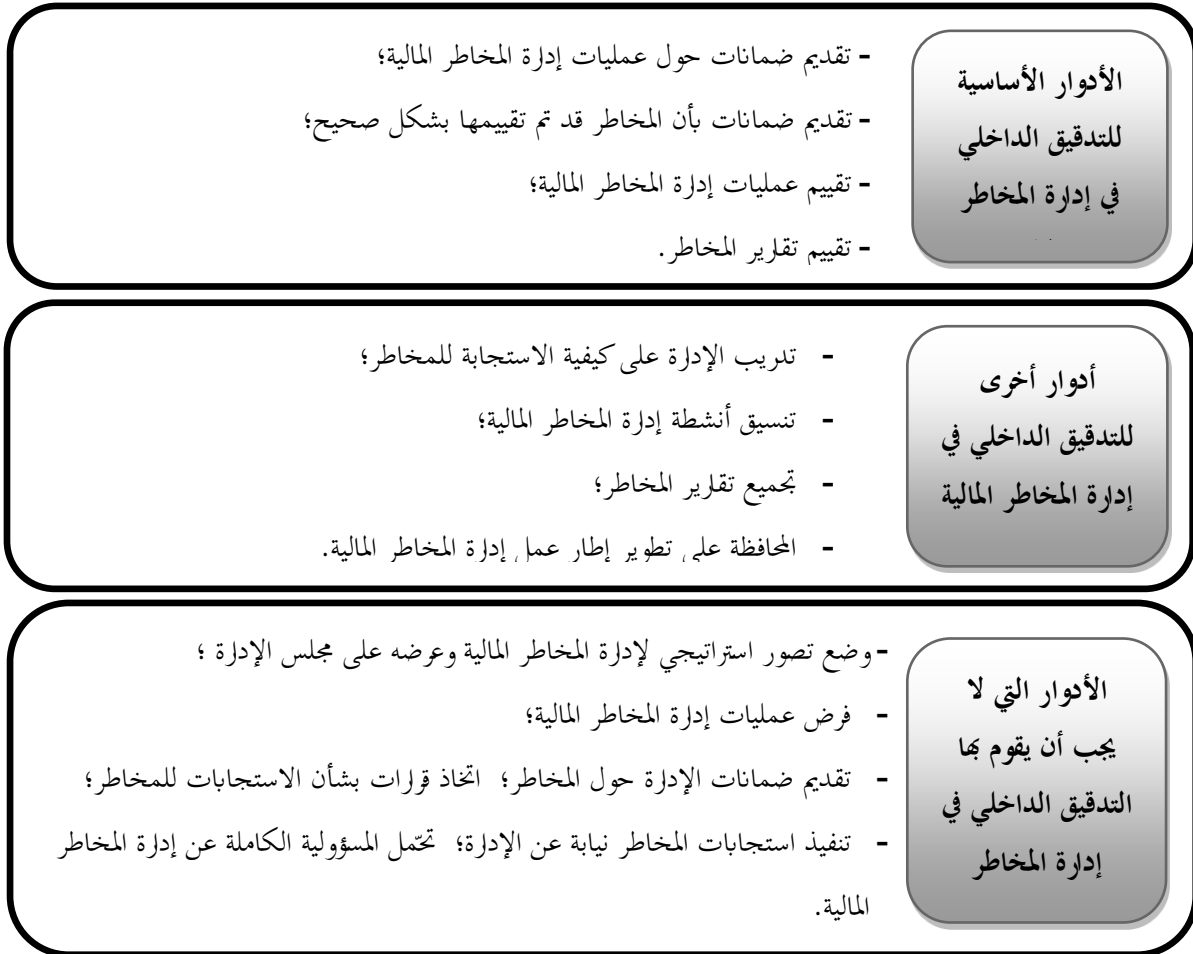 الأدوار الأساسية
للتدقيق الداخلي
في إدارة المخاطر
- تقديم ضمانات حول عمليات إدارة المخاطر المالية؛
- تقديم ضمانات بأن المخاطر قد تم تقييمها بشكل صحيح؛
- تقييم عمليات إدارة المخاطر المالية؛
- تقييم تقارير المخاطر.
أدوار أخرى
للتدقيق الداخلي في
إدارة المخاطر المالية
- تدريب الإدارة على كيفية الاستجابة للمخاطر؛
- تنسيق أنشطة إدارة المخاطر المالية؛
- تجميع تقارير المخاطر؛
- المحافظة على تطوير إطار عمل إدارة المخاطر المالية.
الأدوار التي لا
يجب أن يقوم بها
التدقيق الداخلي في
إدارة المخاطر
- وضع تصور استراتيجي لإدارة المخاطر المالية وعرضه على مجلس الإدارة ؛
- فرض عمليات إدارة المخاطر المالية؛
- تقديم ضمانات الإدارة حول المخاطر؛ اتخاذ قرارات بشأن الاستجابات للمخاطر؛
- تنفيذ استجابات المخاطر نيابة عن الإدارة؛ تحّمل المسؤولية الكاملة عن إدارة المخاطر
المالية.